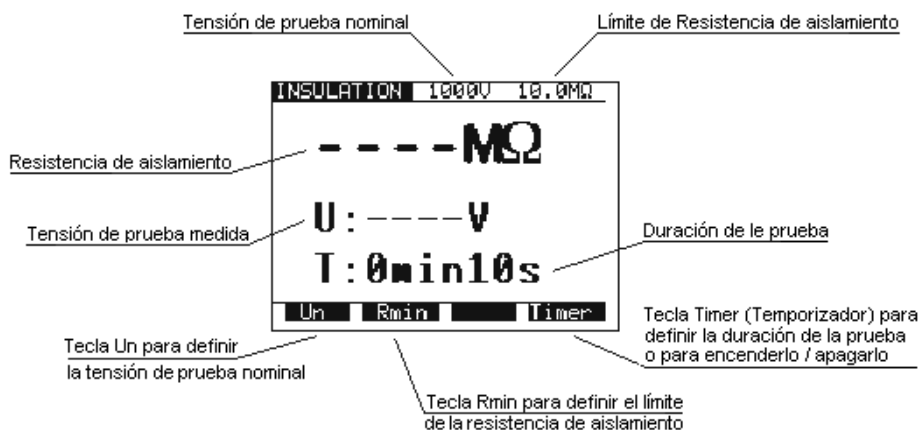 Tensión de prueba nominal
Límite de Resistencia de aislamiento
INSULATION 1000V 10.0MΩ
Resistencia de aislamiento
----MΩ
Tensión de prueba medida
U:----V
Duración de le prueba
T:0min10s
Un Rmin Timer
Tecla Un para definir
la tensión de prueba nominal
Tecla Rmin para definir el límite
de la resistencia de aislamiento
Tecla Timer (Temporizador) para
definir la duración de la prueba
o para encenderlo / apagarlo